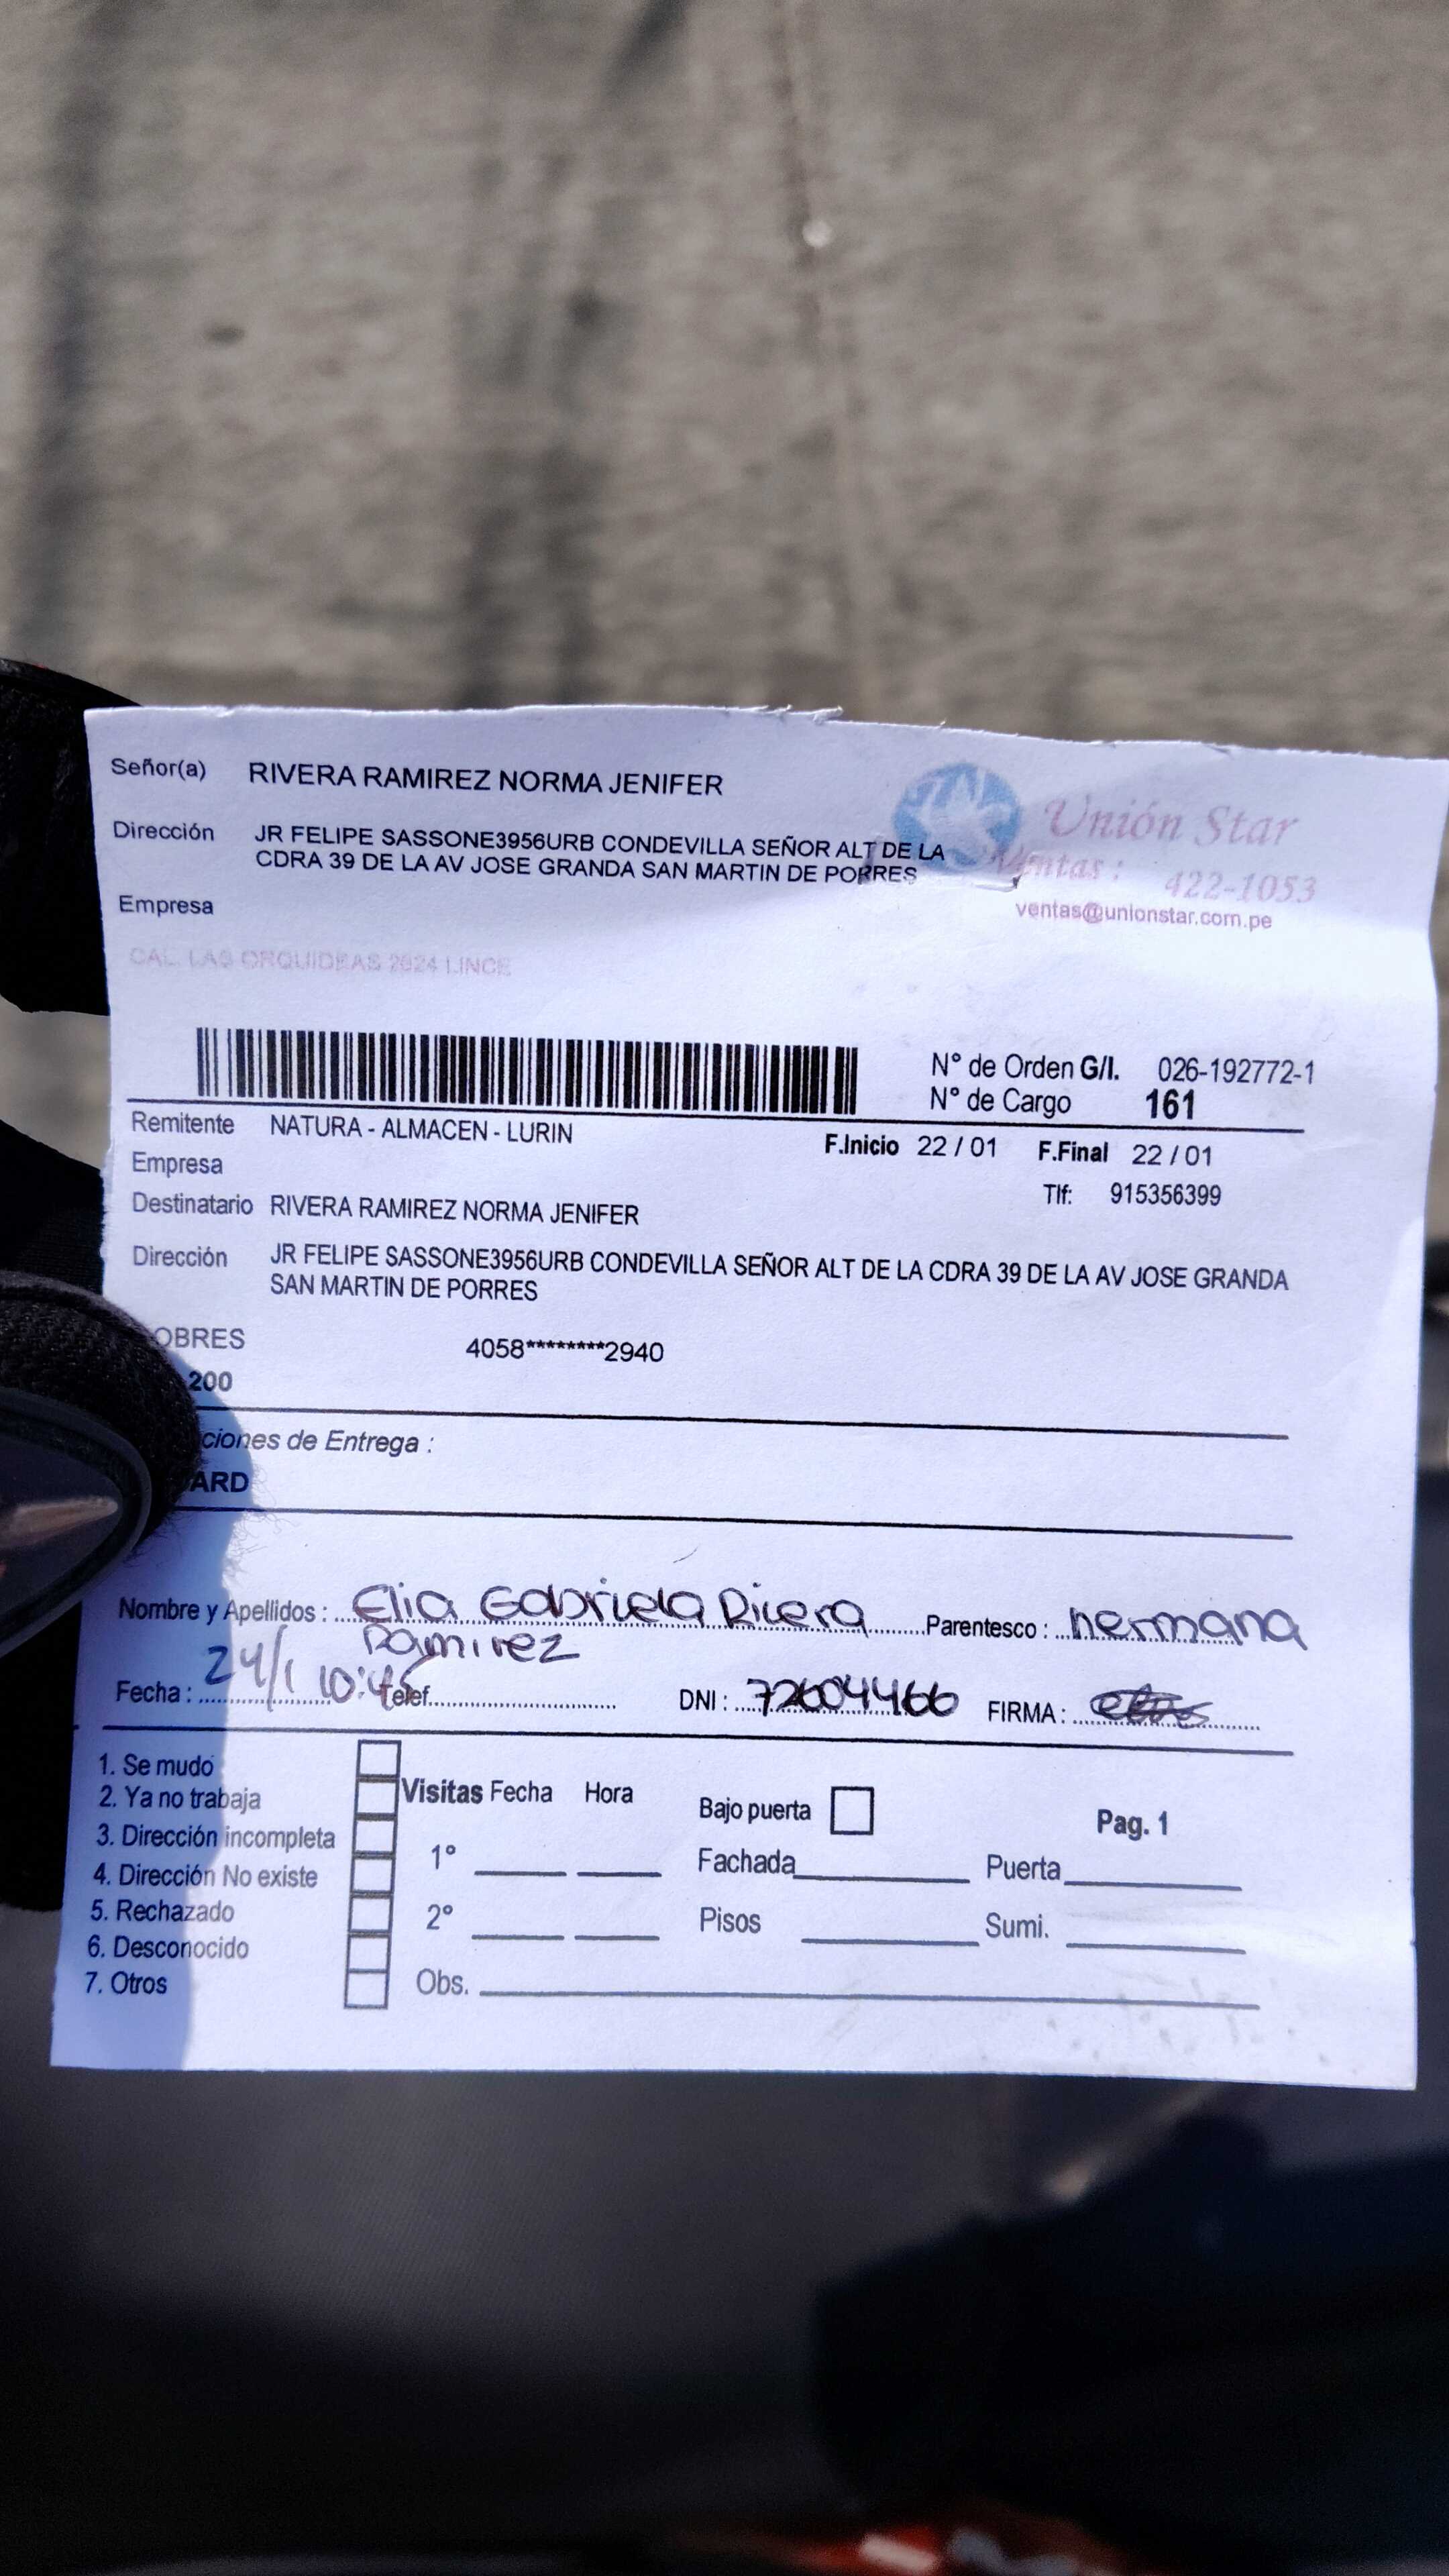 Señor(a) RIVERA RAMIREZ NORMA JENIFER
Dirección JR FELIPE SASSONE3956URB CONDEVILLA SEÑOR ALT DE LA
CDRA 39 DE LA AV JOSE GRANDA SAN MARTIN DE PORRES
Unión Star
Ventas : 422-1053
ventas@unionstar.com.pe
Empresa
CAL. LAS ORQUIDEAS 2624 LINCE
N° de Orden G/I. 026-192772-1
N° de Cargo 161
Remitente NATURA - ALMACEN - LURIN
F.Inicio 22 / 01 F.Final 22 / 01
Empresa
Tlf: 915356399
Destinatario RIVERA RAMIREZ NORMA JENIFER
Dirección JR FELIPE SASSONE3956URB CONDEVILLA SEÑOR ALT DE LA CDRA 39 DE LA AV JOSE GRANDA
SAN MARTIN DE PORRES
OBRES 4058********2940
200
ciones de Entrega :
ARD
Nombre y Apellidos : Elia Gabriela Rivera Parentesco : hermana
Ramirez
Fecha : 24/1 10:45 Telef. DNI : 72604466 FIRMA :
1. Se mudo
2. Ya no trabaja
3. Dirección incompleta
4. Dirección No existe
5. Rechazado
6. Desconocido
7. Otros
Visitas Fecha Hora
1°
2°
Obs.
Bajo puerta Pag. 1
Fachada Puerta
Pisos Sumi.